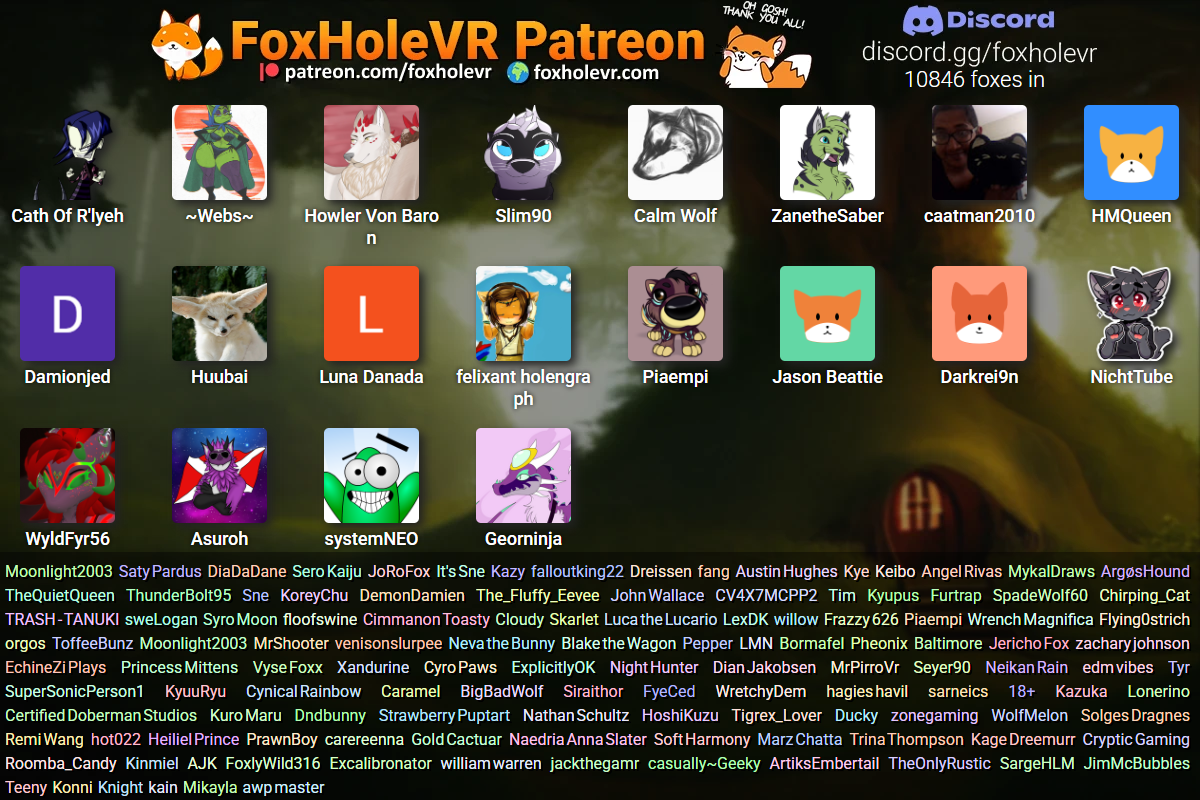 FoxHoleVR Patreon
patreon.com/foxholevr foxholevr.com
OH GOSH!
THANK YOU ALL!
Discord
discord.gg/foxholevr
10846 foxes in
Cath Of R'lyeh ~Webs~ Howler Von Baro Slim90 Calm Wolf ZanetheSaber caatman2010 HMQueen
n
D L
Damionjed Huubai Luna Danada felixant holengra Piaempi Jason Beattie Darkrei9n NichtTube
ph
WyldFyr56 Asuroh systemNEO Georninja
Moonlight2003 Saty Pardus DiaDaDane Sero Kaiju JoRoFox It's Sne Kazy falloutking22 Dreissen fang Austin Hughes Kye Keibo Angel Rivas MykalDraws ArgøsHound
TheQuietQueen ThunderBolt95 Sne KoreyChu DemonDamien The_Fluffy_Eevee John Wallace CV4X7MCPP2 Tim Kyupus Furtrap SpadeWolf60 Chirping_Cat
TRASH-TANUKI sweLogan Syro Moon floofswine Cimmanon Toasty Cloudy Skarlet Luca the Lucario LexDK willow Frazzy 626 Piaempi Wrench Magnifica Flying0strich
orgos ToffeeBunz Moonlight2003 MrShooter venisonslurpee Neva the Bunny Blake the Wagon Pepper LMN Bormafel Pheonix Baltimore Jericho Fox zachary johnson
EchineZi Plays Princess Mittens Vyse Foxx Xandurine Cyro Paws ExplicitlyOK Night Hunter Dian Jakobsen MrPirroVr Seyer90 Neikan Rain edm vibes Tyr
SuperSonicPerson1 KyuuRyu Cynical Rainbow Caramel BigBadWolf Siraithor FyeCed WretchyDem hagies havil sarneics 18+ Kazuka Lonerino
Certified Doberman Studios Kuro Maru Dndbunny Strawberry Puptart Nathan Schultz HoshiKuzu Tigrex_Lover Ducky zonegaming WolfMelon Solges Dragnes
Remi Wang hot022 Heiliel Prince PrawnBoy carereenna Gold Cactuar Naedria Anna Slater Soft Harmony Marz Chatta Trina Thompson Kage Dreemurr Cryptic Gaming
Roomba_Candy Kinmiel AJK FoxlyWild316 Excalibronator william warren jackthegamr casually~Geeky ArtiksEmbertail TheOnlyRustic SargeHLM JimMcBubbles
Teeny Konni Knight kain Mikayla awp master